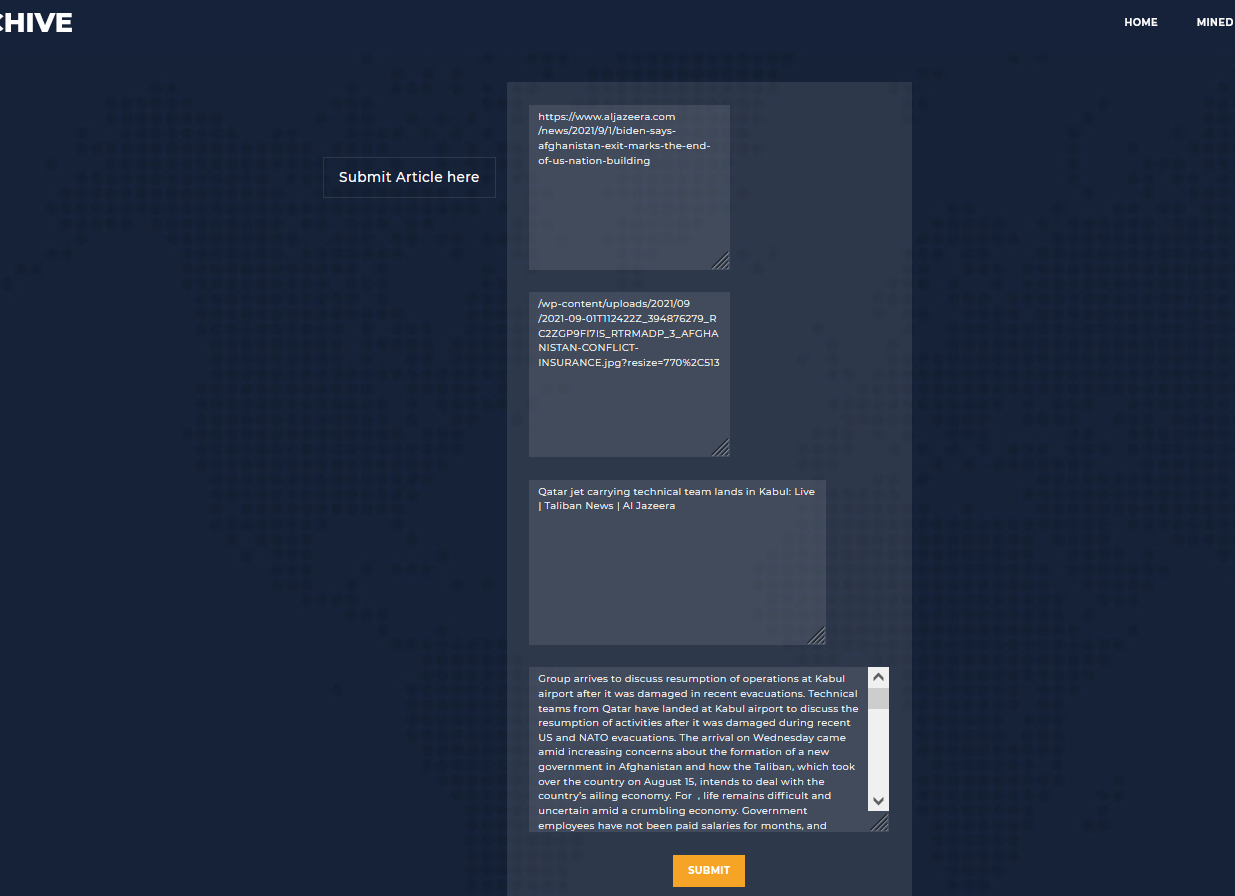 CHIVE
HOME
MINED
Submit Article here
https://www.aljazeera.com
/news/2021/9/1/biden-says-
afghanistan-exit-marks-the-end-
of-us-nation-building
/wp-content/uploads/2021/09
/2021-09-01T112422Z_394876279_R
C2ZGP9FI7IS_RTRMADP_3_AFGHA
NISTAN-CONFLICT-
INSURANCE.jpg?resize=770%2C513
Qatar jet carrying technical team lands in Kabul: Live
| Taliban News | Al Jazeera
Group arrives to discuss resumption of operations at Kabul
airport after it was damaged in recent evacuations. Technical
teams from Qatar have landed at Kabul airport to discuss the
resumption of activities after it was damaged during recent
US and NATO evacuations. The arrival on Wednesday came
amid increasing concerns about the formation of a new
government in Afghanistan and how the Taliban, which took
over the country on August 15, intends to deal with the
country's ailing economy. For , life remains difficult and
uncertain amid a crumbling economy. Government
employees have not been paid salaries for months, and
SUBMIT